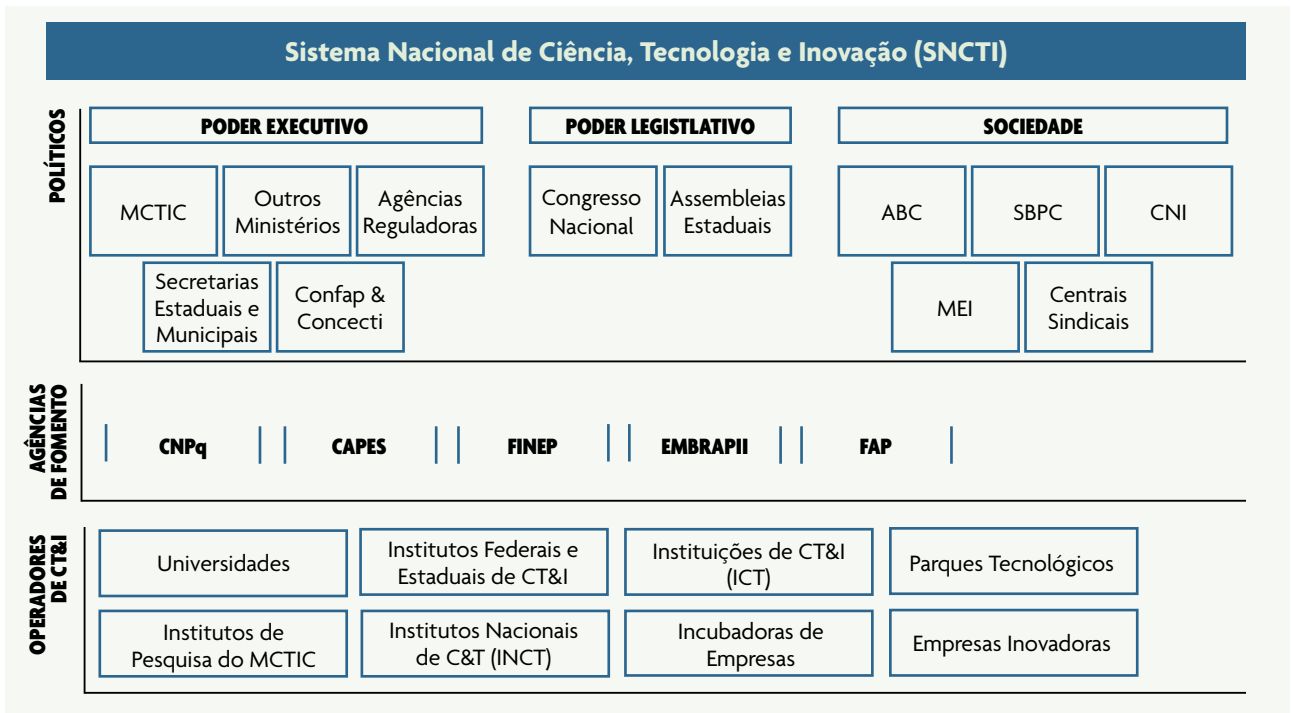 Sistema Nacional de Ciência, Tecnologia e Inovação (SNCTI)
POLÍTICOS
PODER EXECUTIVO
PODER LEGISTLATIVO
SOCIEDADE
MCTIC
Outros
Ministérios
Agências
Reguladoras
Congresso
Nacional
Assembleias
Estaduais
ABC
SBPC
CNI
Secretarias
Estaduais e
Municipais
Confap &
Concecti
MEI
Centrais
Sindicais
AGÊNCIAS
DE FOMENTO
CNPq
CAPES
FINEP
EMBRAPII
FAP
OPERADORES
DE CT&I
Universidades
Institutos Federais e
Estaduais de CT&I
Instituições de CT&I
(ICT)
Parques Tecnológicos
Institutos de
Pesquisa do MCTIC
Institutos Nacionais
de C&T (INCT)
Incubadoras de
Empresas
Empresas Inovadoras